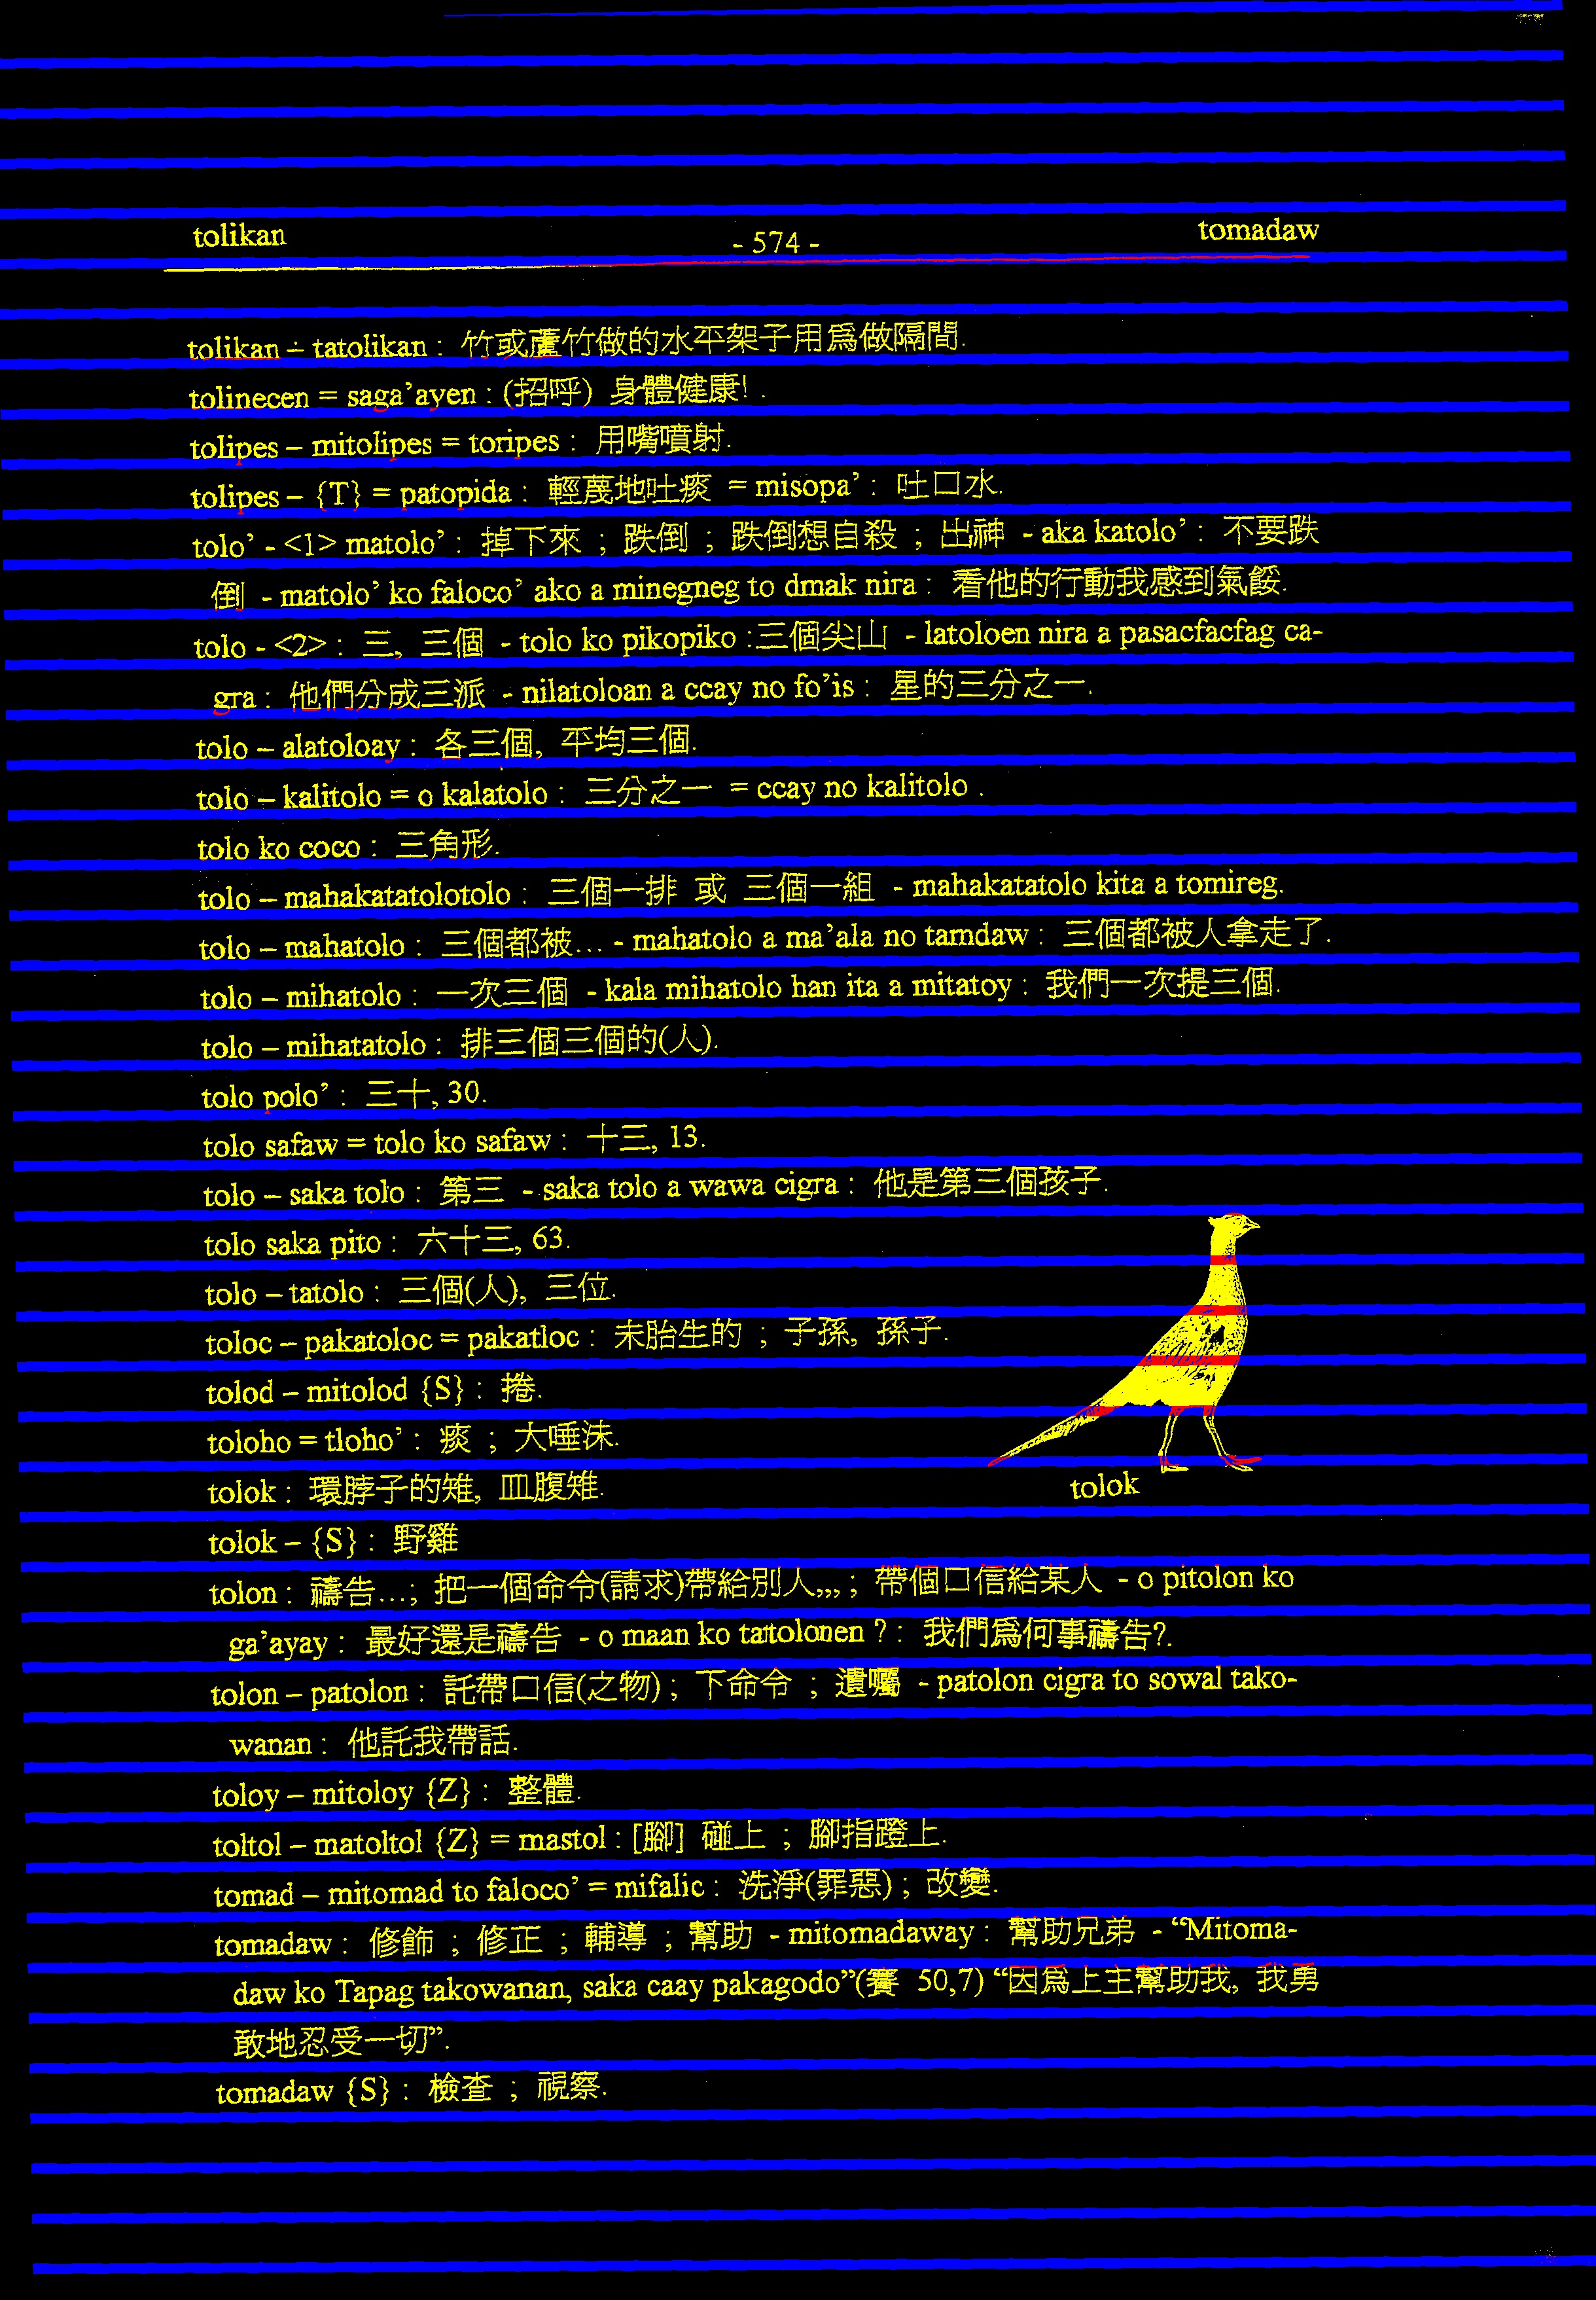 tolikan - 574 - tomadaw
tolikan – tatolikan : 竹或蘆竹做的水平架子用爲做隔間.
tolinecen = saga’ayen : (招呼) 身體健康! .
tolipes – mitolipes = toripes : 用嘴噴射.
tolipes – {T} = patopida : 輕蔑地吐痰 = misopa’ : 吐口水.
tolo’ - <1> matolo’ : 掉下來 ; 跌倒 ; 跌倒想自殺 ; 出神 - aka katolo’ : 不要跌
倒 - matolo’ ko faloco’ ako a minegneg to dmak nira : 看他的行動我感到氣餒.
tolo - <2> : 三, 三個 - tolo ko pikopiko :三個尖山 - latoloen nira a pasacfacfag ca-
gra : 他們分成三派 - nilatoloan a ccay no fo’is : 星的三分之一.
tolo – alatoloay : 各三個, 平均三個.
tolo – kalitolo = o kalatolo : 三分之一 = ccay no kalitolo .
tolo ko coco : 三角形.
tolo – mahakatatolotolo : 三個一排 或 三個一組 - mahakatatolo kita a tomireg.
tolo – mahatolo : 三個都被... - mahatolo a ma’ala no tamdaw : 三個都被人拿走了.
tolo – mihatolo : 一次三個 - kala mihatolo han ita a mitatoy : 我們一次提三個.
tolo – mihatatolo : 排三個三個的(人).
tolo polo’ : 三十, 30.
tolo safaw = tolo ko safaw : 十三, 13.
tolo – saka tolo : 第三 - saka tolo a wawa cigra : 他是第三個孩子.
tolo saka pito : 六十三, 63.
tolo – tatolo : 三個(人), 三位.
toloc – pakatoloc = pakatloc : 未胎生的 ; 子孫, 孫子.
tolod – mitolod {S} : 捲.
toloho = tloho’ : 痰 ; 大唾沫.
tolok : 環脖子的雉, 皿腹雉.
tolok
tolok – {S} : 野雞
tolon : 禱告...; 把一個命令(請求)帶給別人,,, ; 帶個口信給某人 - o pitolon ko
ga’ayay : 最好還是禱告 - o maan ko tattolonen ? : 我們爲何事禱告?.
tolon – patolon : 託帶口信(之物) ; 下命令 ; 遺囑 - patolon cigra to sowal tako-
wanan : 他託我帶話.
toloy – mitoloy {Z} : 整體.
toltol – matoltol {Z} = mastol : [腳] 碰上 ; 腳指蹬上.
tomad – mitomad to faloco’ = mifalic : 洗淨(罪惡) ; 改變.
tomadaw : 修飾 ; 修正 ; 輔導 ; 幫助 - mitomadaway : 幫助兄弟 - “Mitoma-
daw ko Tapag takowanan, saka caay pakagodo”(賽 50,7) “因爲上主幫助我, 我勇
敢地忍受一切”.
tomadaw {S} : 檢查 ; 視察.